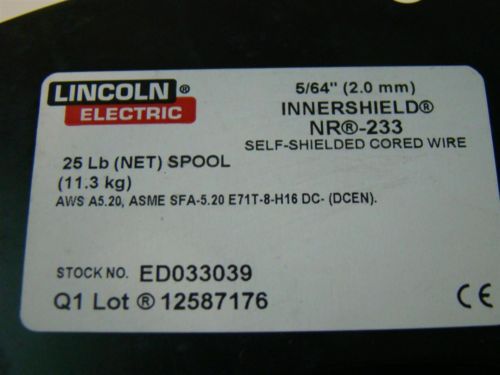 LINCOLN®
ELECTRIC
5/64" (2.0 mm)
INNERSHIELD®
NR®-233
SELF-SHIELDED CORED WIRE
25 Lb (NET) SPOOL
(11.3 kg)
AWS A5.20, ASME SFA-5.20 E71T-8-H16 DC- (DCEN).
STOCK NO. ED033039
Q1 Lot ® 12587176
CE